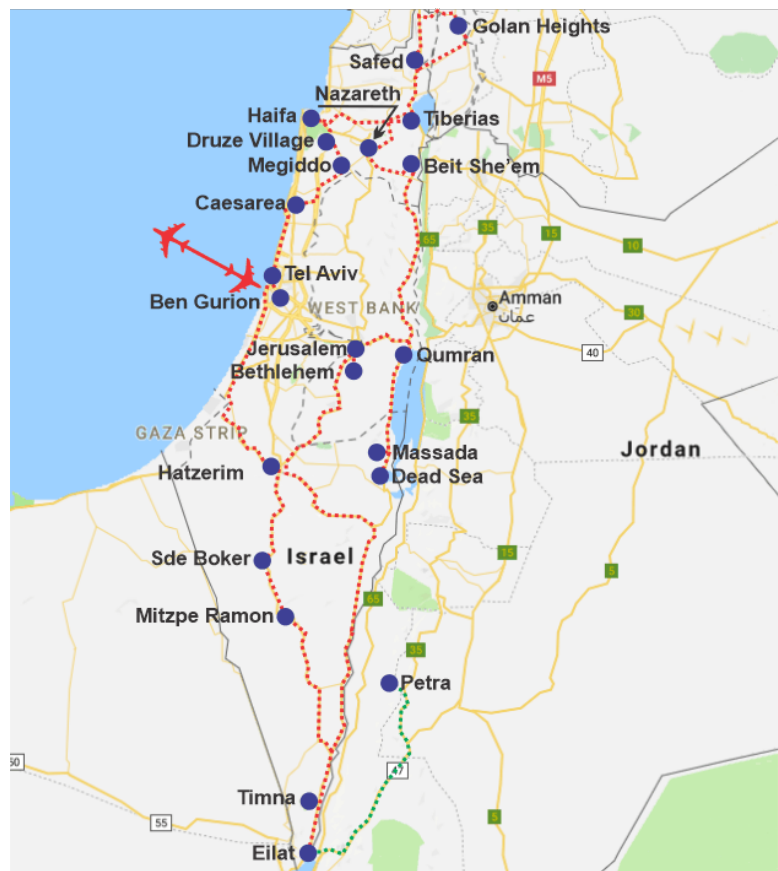 Golan Heights
Safed
M5
Nazareth
Haifa
Tiberias
Druze Village
Megiddo
Beit She'em
Caesarea
35
15
65
10
Tel Aviv
Ben Gurion
WEST BANK
Amman
عمان
30
Jerusalem
Qumran
40
Bethlehem
35
GAZA STRIP
Jordan
Massada
Hatzerim
Dead Sea
Sde Boker
Israel
15
5
65
Mitzpe Ramon
35
Petra
47
Timna
55
5
Eilat